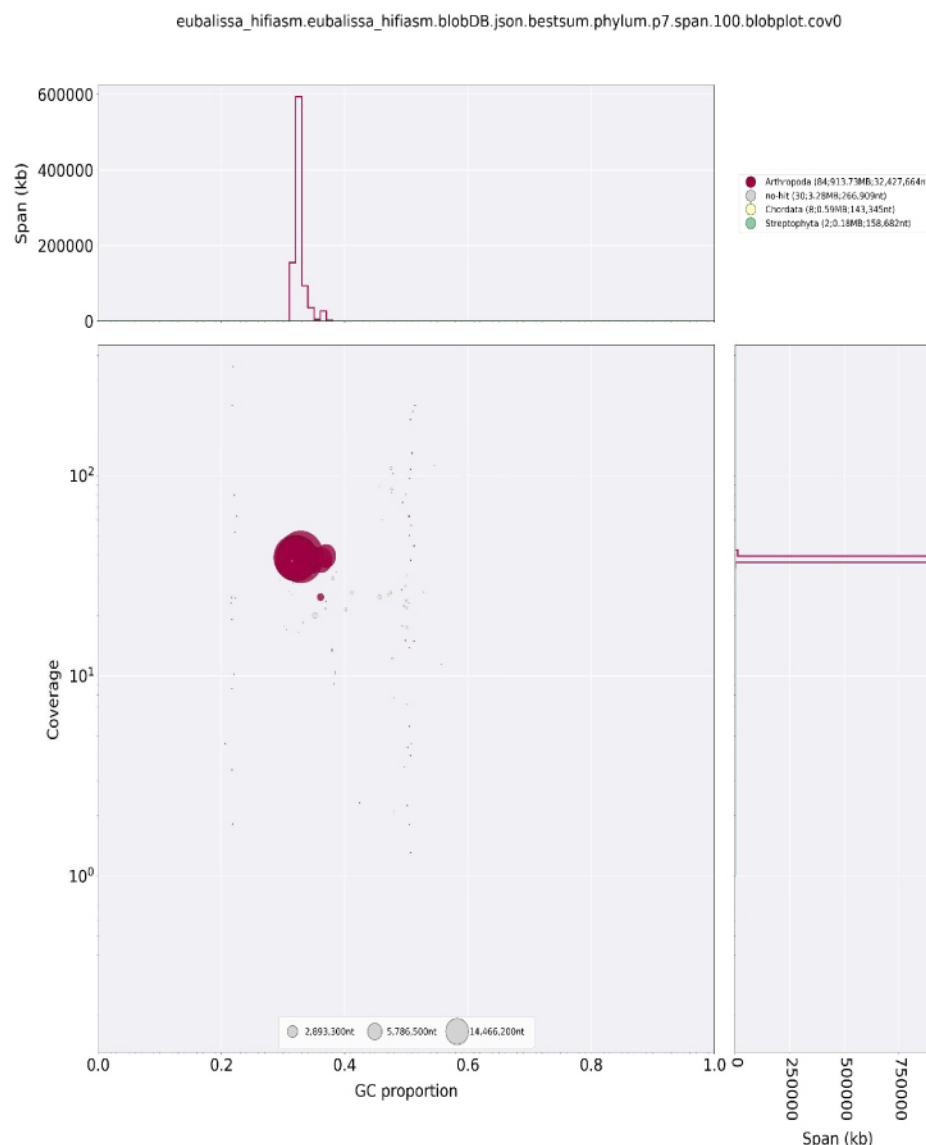 eubalissa_hifiasm.eubalissa_hifiasm.blobDB.json.bestsum.phylum.p7.span.100.blobplot.cov0
600000
400000
200000
0
Span (kb)
Arthropoda (84;913.73MB;32,427,664n
no-hit (30;3.28MB;266,909nt)
Chordata (8;0.59MB;143,345nt)
Streptophyta (2;0.18MB;158,682nt)
10²
10¹
10⁰
Coverage
2,893,300nt
5,786,500nt
14,466,200nt
0.0
0.2
0.4
0.6
0.8
1.0
GC proportion
0
250000
500000
750000
Span (kb)